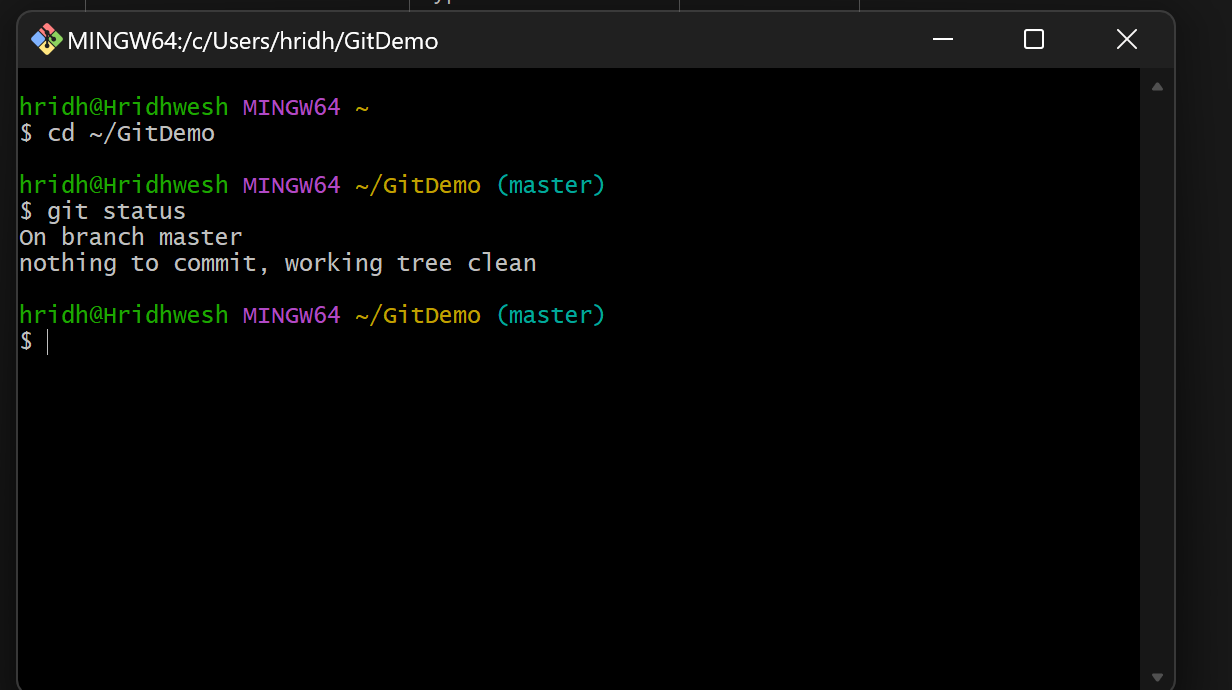 MINGW64:/c/Users/hridh/GitDemo
hridh@Hridhwesh MINGW64 ~
$ cd ~/GitDemo
hridh@Hridhwesh MINGW64 ~/GitDemo (master)
$ git status
On branch master
nothing to commit, working tree clean
hridh@Hridhwesh MINGW64 ~/GitDemo (master)
$